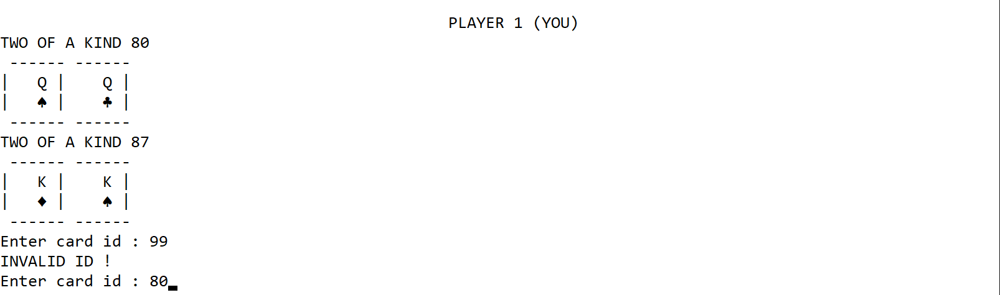 PLAYER 1 (YOU)
TWO OF A KIND 80
 ------ ------
|   Q |    Q |
|   ♠ |    ♣ |
 ------ ------
TWO OF A KIND 87
 ------ ------
|   K |    K |
|   ♦ |    ♠ |
 ------ ------
Enter card id : 99
INVALID ID !
Enter card id : 80